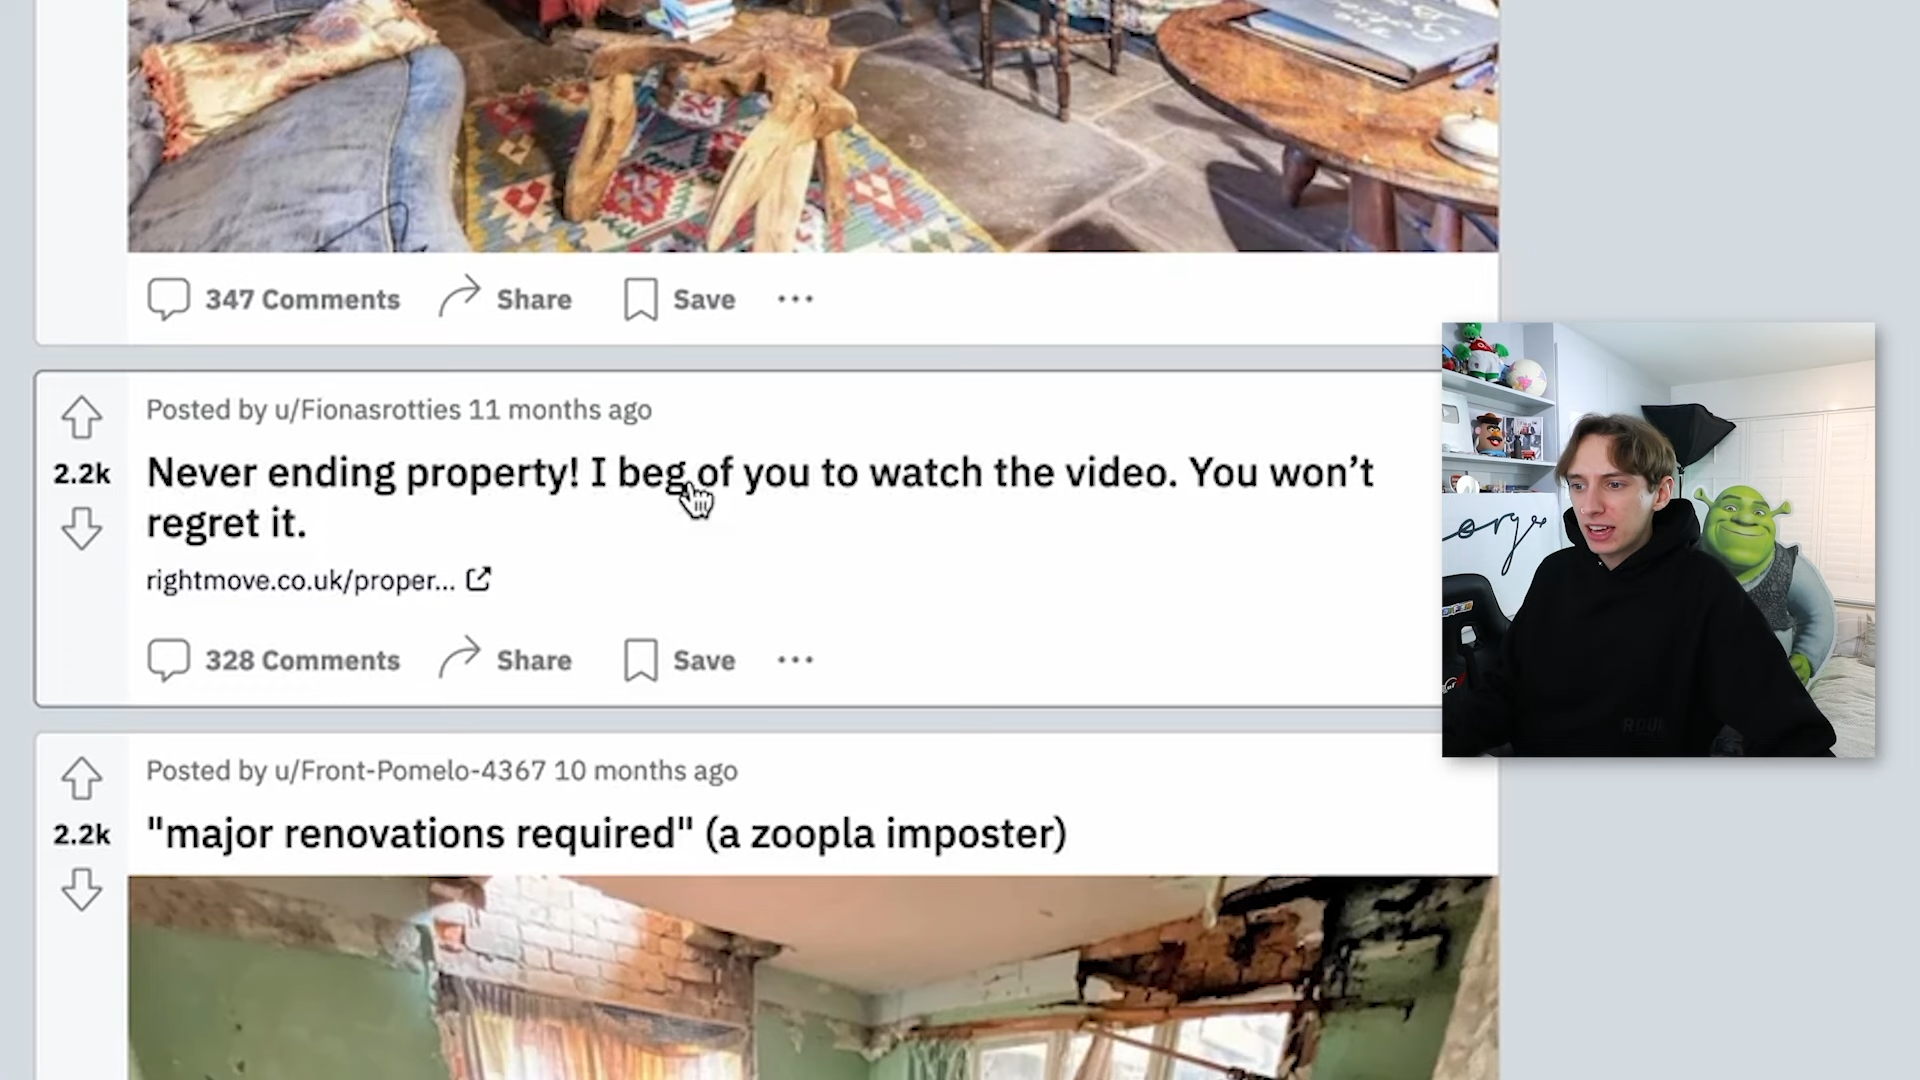 347 Comments Share Save
Posted by u/Fionasrotties 11 months ago
2.2k
Never ending property! I beg of you to watch the video. You won’t
regret it.
rightmove.co.uk/proper...
328 Comments Share Save
Posted by u/Front-Pomelo-4367 10 months ago
2.2k
"major renovations required" (a zoopla imposter)